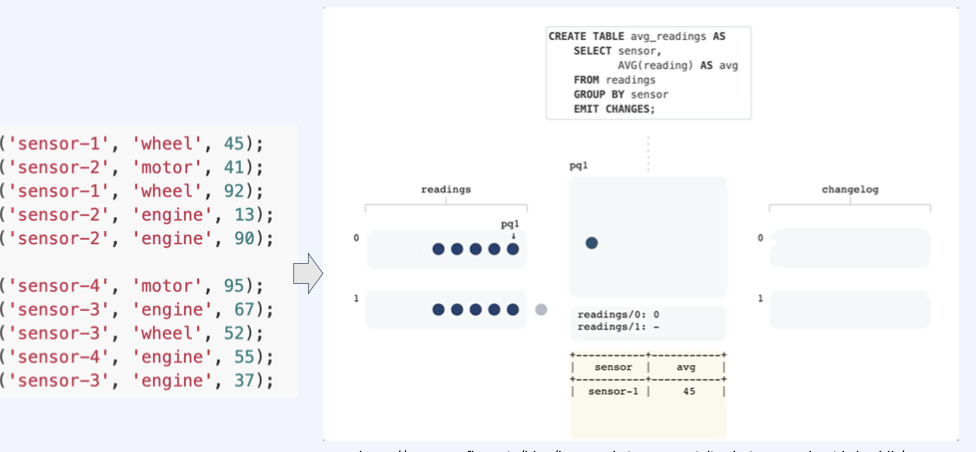 ('sensor-1', 'wheel', 45);
('sensor-2', 'motor', 41);
('sensor-1', 'wheel', 92);
('sensor-2', 'engine', 13);
('sensor-2', 'engine', 90);
('sensor-4', 'motor', 95);
('sensor-3', 'engine', 67);
('sensor-3', 'wheel', 52);
('sensor-4', 'engine', 55);
('sensor-3', 'engine', 37);
CREATE TABLE avg_readings AS
SELECT sensor,
AVG(reading) AS avg
FROM readings
GROUP BY sensor
EMIT CHANGES;
readings
pq1
0
1
pq1
readings/0: 0
readings/1: -
+-----------+-----------+
| sensor | avg |
+-----------+-----------+
| sensor-1 | 45 |
changelog
0
1